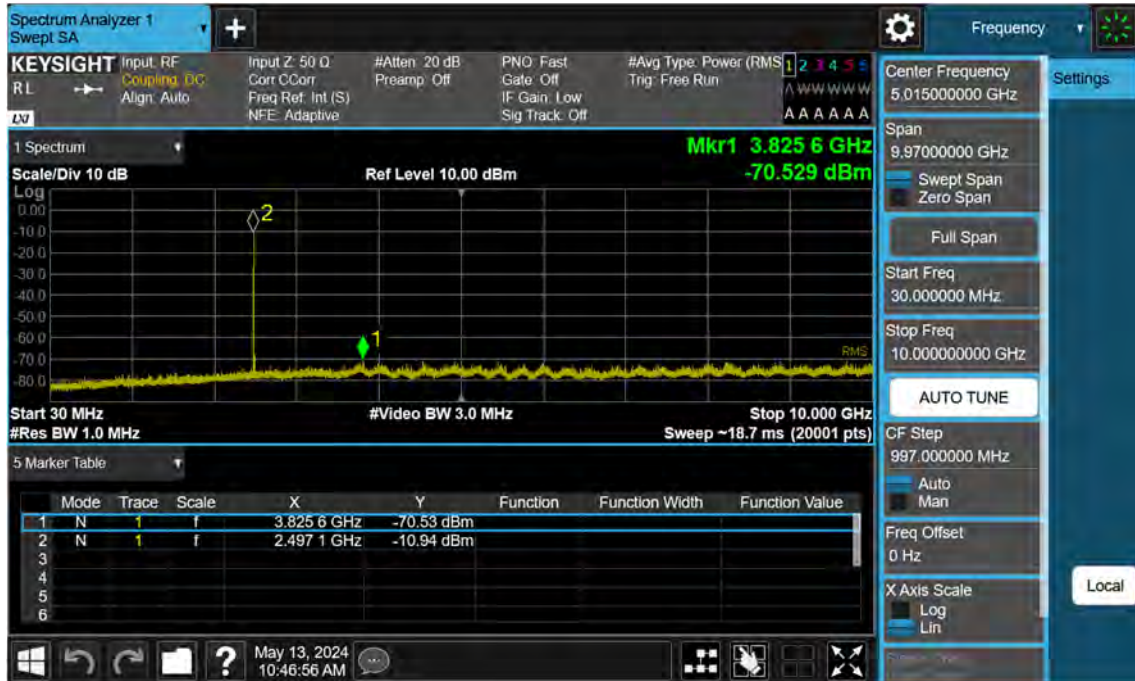 Spectrum Analyzer 1
Swept SA
Frequency
KEYSIGHT
RL
LXI
Input: RF
Coupling: DC
Align: Auto
Input Z: 50 Ω
Corr CCorr
Freq Ref: Int (S)
NFE: Adaptive
#Atten: 20 dB
Preamp: Off
PNO: Fast
Gate: Off
IF Gain: Low
Sig Track: Off
#Avg Type: Power (RMS
Trig: Free Run
1 2 3 4 5 6
A W W W W W
A A A A A A
1 Spectrum
Scale/Div 10 dB
Ref Level 10.00 dBm
Mkr1 3.825 6 GHz
-70.529 dBm
Log
0.00
-10.0
-20.0
-30.0
-40.0
-50.0
-60.0
-70.0
-80.0
2
1
RMS
Start 30 MHz
#Video BW 3.0 MHz
Stop 10.000 GHz
#Res BW 1.0 MHz
Sweep ~18.7 ms (20001 pts)
5 Marker Table
Mode Trace Scale X Y Function Function Width Function Value
1 N 1 f 3.825 6 GHz -70.53 dBm
2 N 1 f 2.497 1 GHz -10.94 dBm
3
4
5
6
May 13, 2024
10:46:56 AM
Center Frequency
5.015000000 GHz
Span
9.97000000 GHz
Swept Span
Zero Span
Full Span
Start Freq
30.000000 MHz
Stop Freq
10.000000000 GHz
AUTO TUNE
CF Step
997.000000 MHz
Auto
Man
Freq Offset
0 Hz
X Axis Scale
Log
Lin
Settings
Local